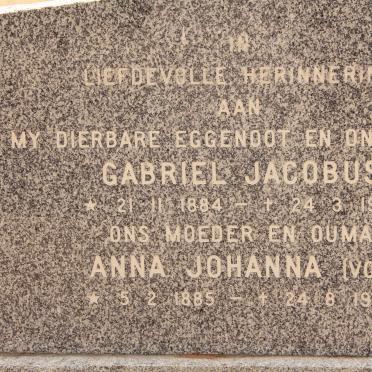 IN
LIEFDEVOLLE HERINNERIN
AAN
MY DIERBARE EGGENOOT EN ON
GABRIEL JACOBUS
* 21 11 1884 – † 24 3 19
ONS MOEDER EN OUMA
ANNA JOHANNA (VO
* 5 2 1885 – † 24 8 19